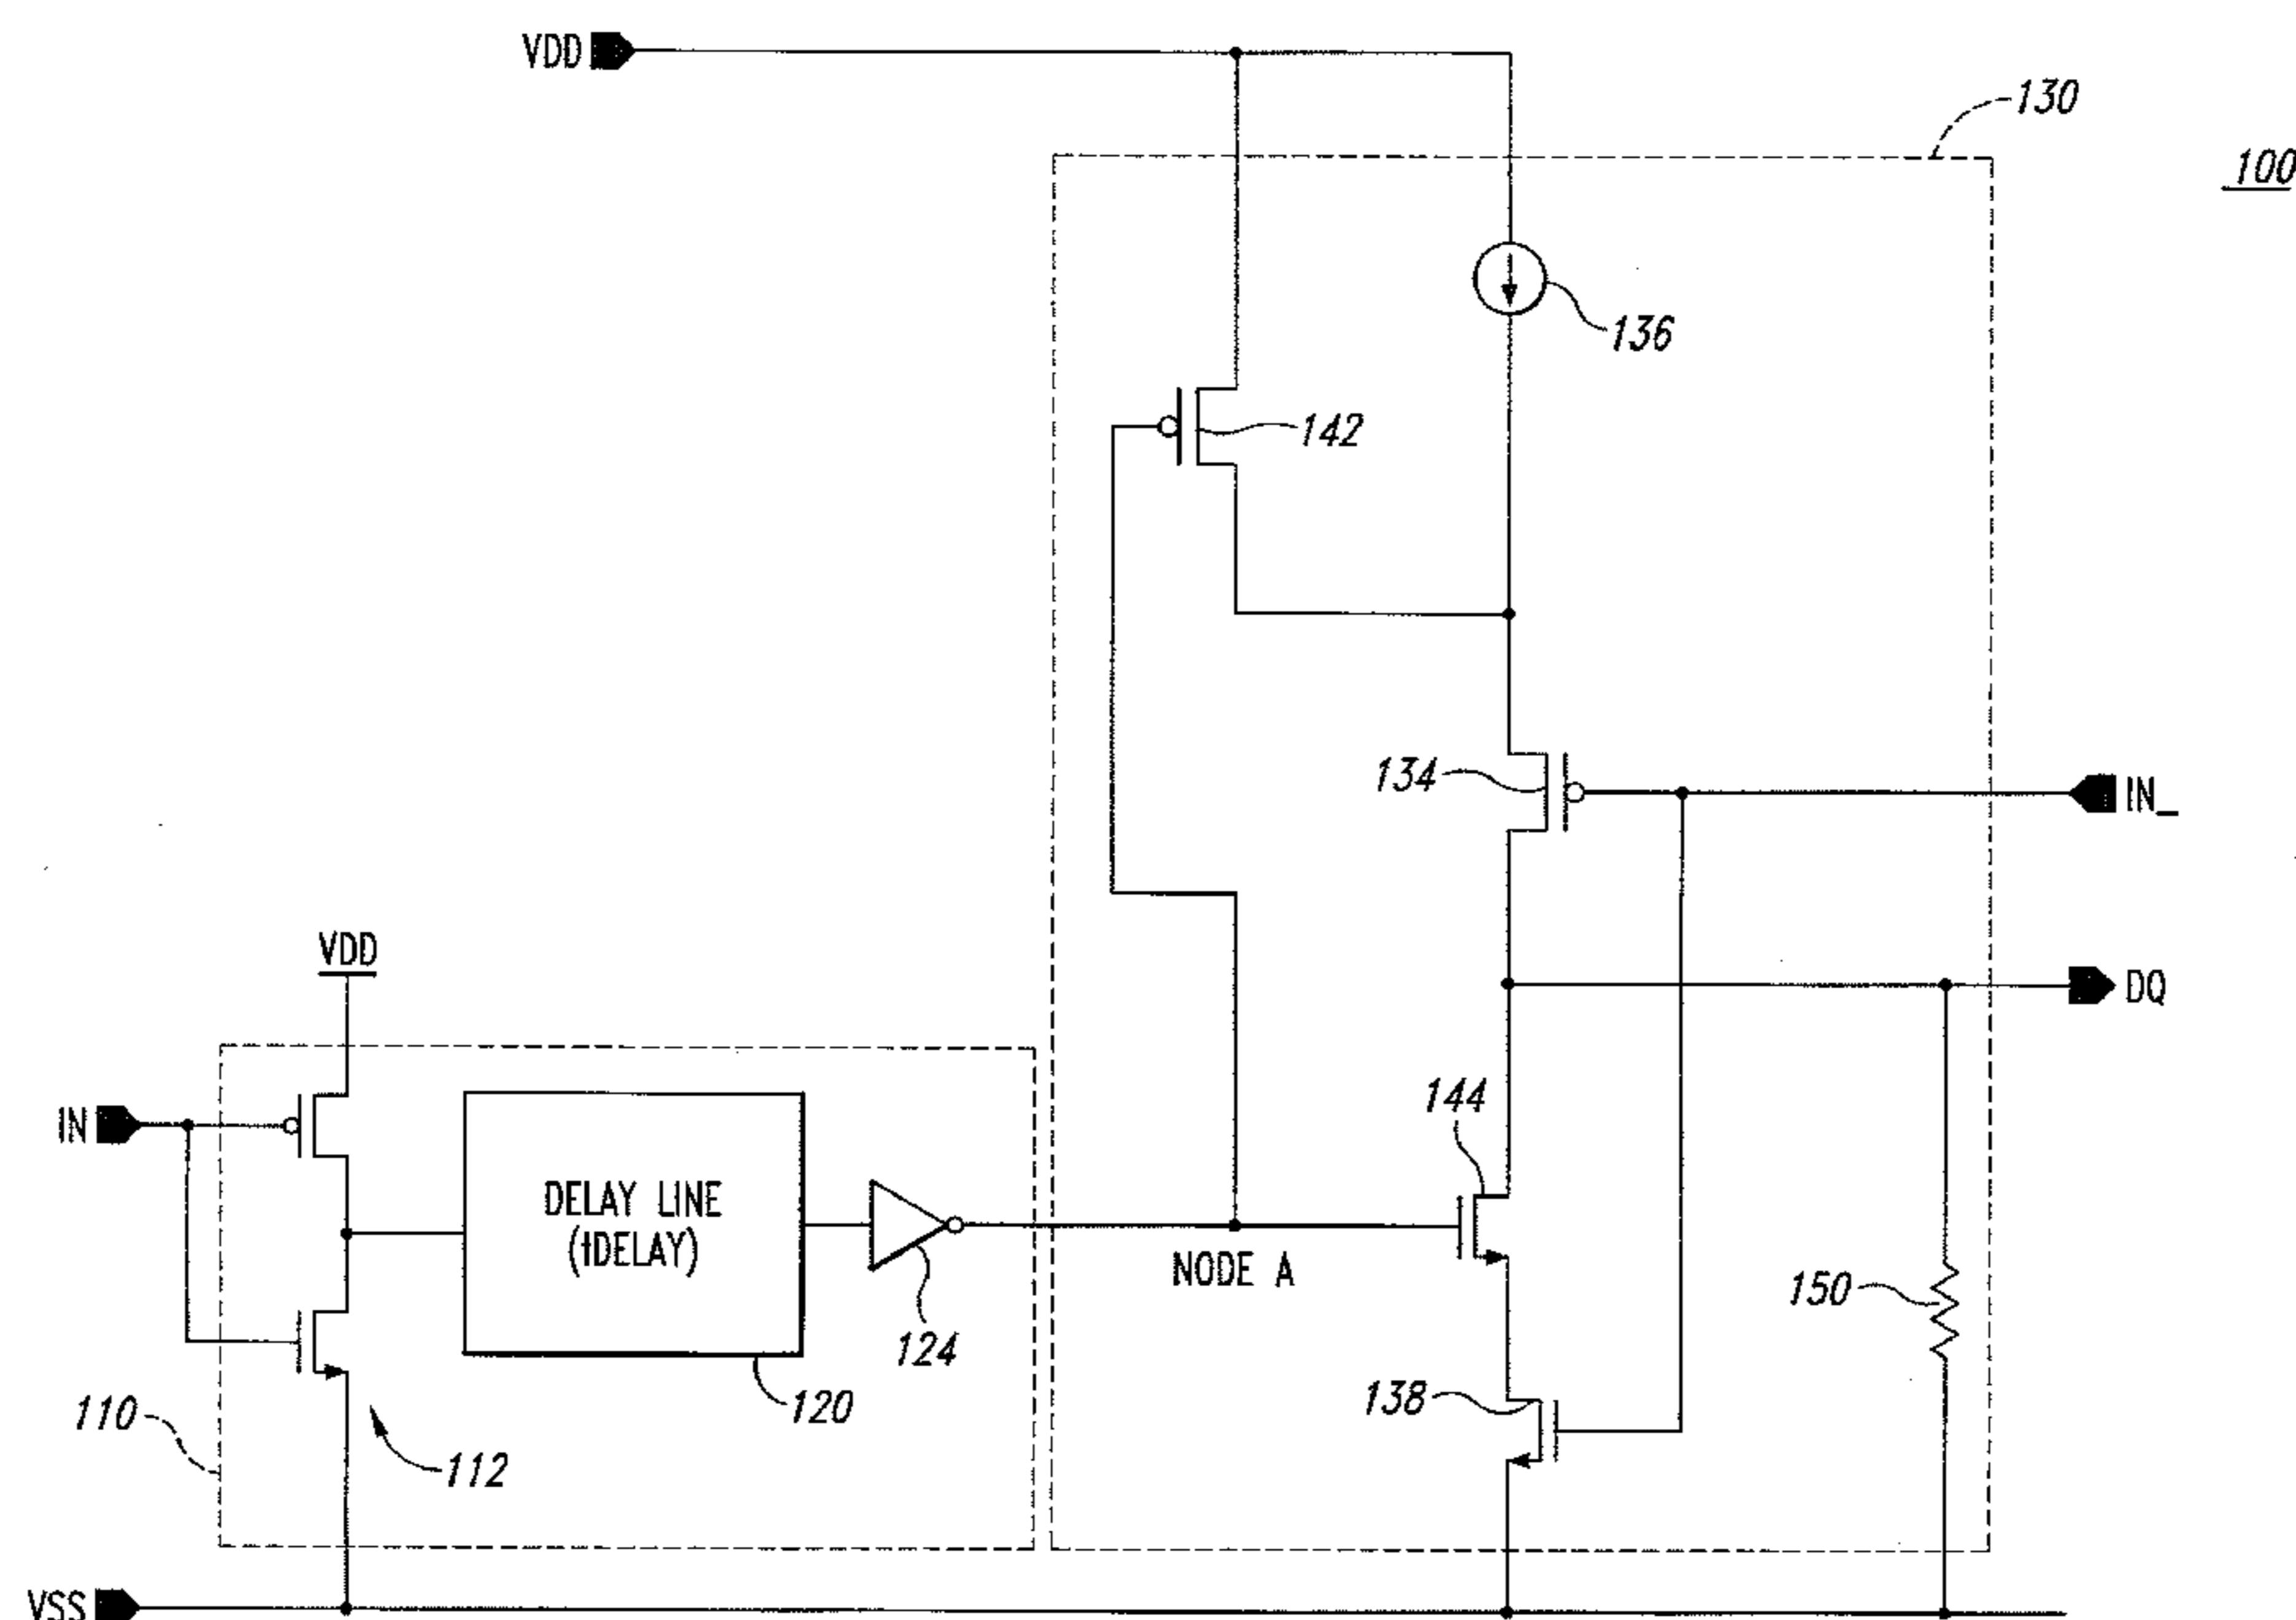 VDD
130
100
136
142
134
IN_
DQ
VDD
144
IN
DELAY LINE
(tDELAY)
NODE A
150
124
138
110
120
112
VSS